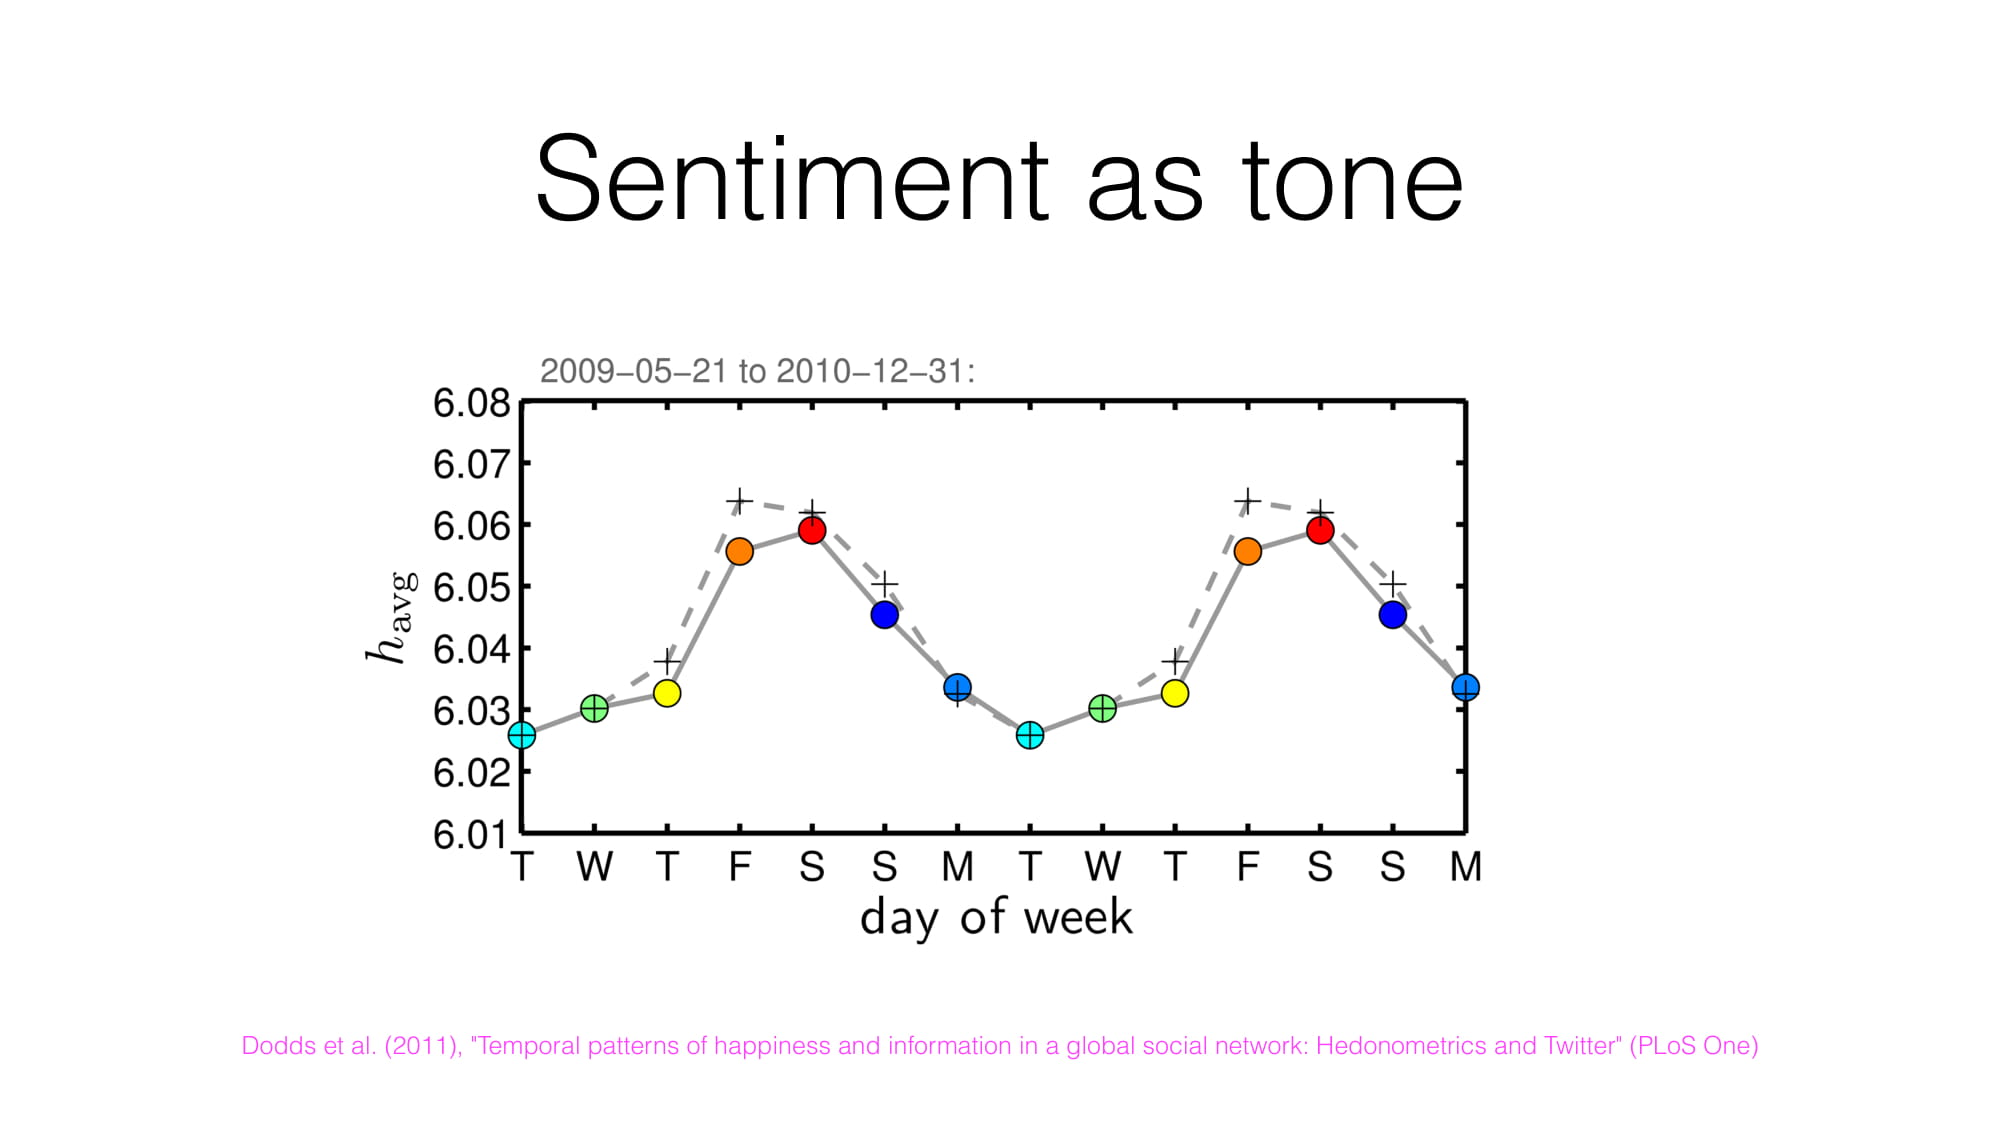 Sentiment as tone
2009−05−21 to 2010−12−31:
6.08
6.07
6.06
6.05
6.04
6.03
6.02
6.01
havg
T W T F S S M T W T F S S M
day of week
Dodds et al. (2011), "Temporal patterns of happiness and information in a global social network: Hedonometrics and Twitter" (PLoS One)